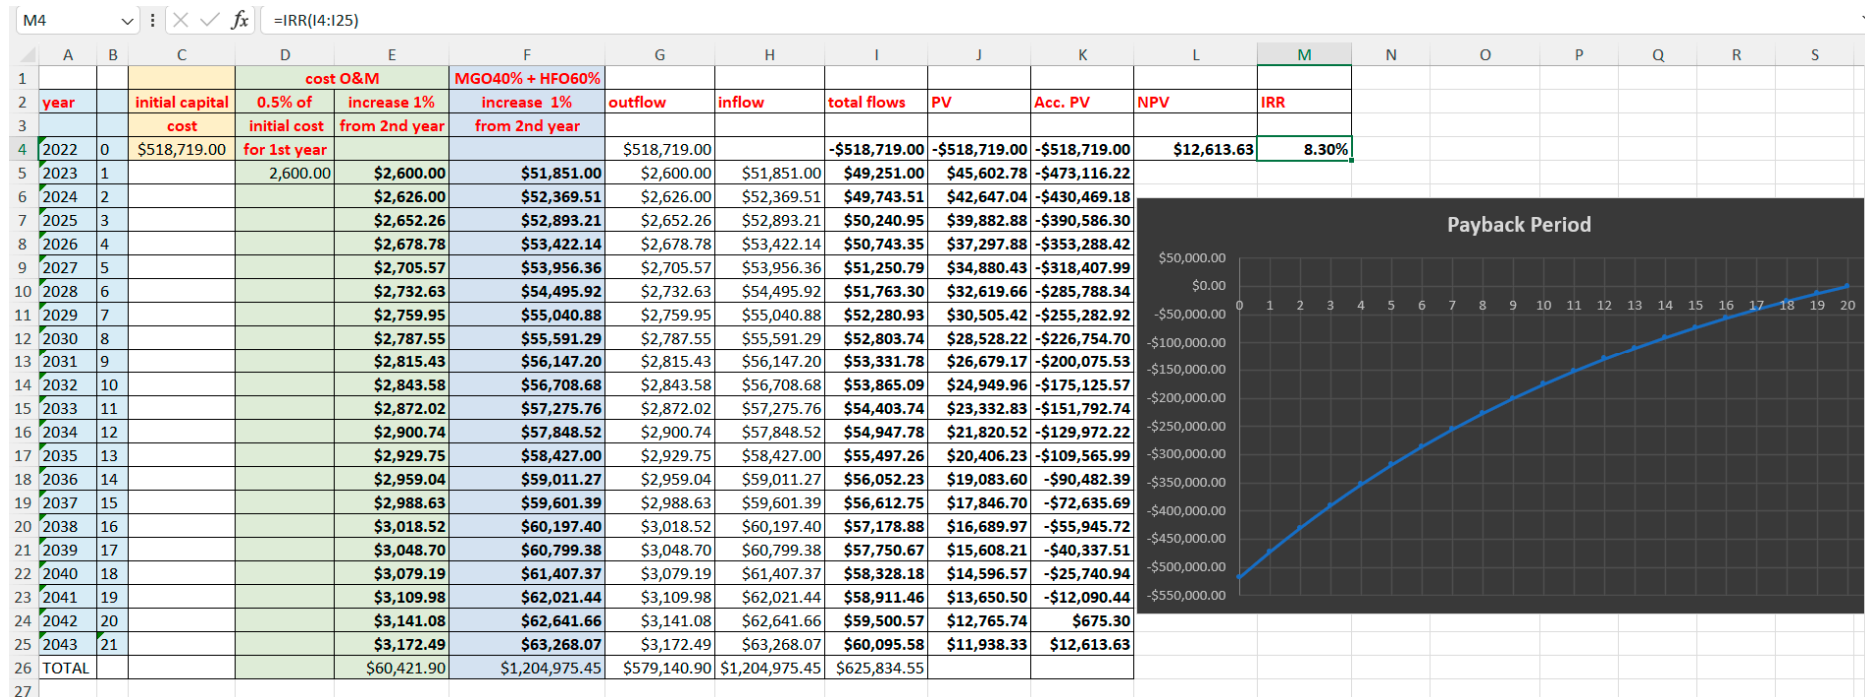 M4 fx =IRR(I4:I25)
A B C D E F G H I J K L M N O P Q R S
1 cost O&M MGO40% + HFO60%
2 year initial capital 0.5% of increase 1% increase 1% outflow inflow total flows PV Acc. PV NPV IRR
3 cost initial cost from 2nd year from 2nd year
4 2022 0 $518,719.00 for 1st year $518,719.00 -$518,719.00 -$518,719.00 -$518,719.00 $12,613.63 8.30%
5 2023 1 2,600.00 $2,600.00 $51,851.00 $2,600.00 $51,851.00 $49,251.00 $45,602.78 -$473,116.22
6 2024 2 $2,626.00 $52,369.51 $2,626.00 $52,369.51 $49,743.51 $42,647.04 -$430,469.18
7 2025 3 $2,652.26 $52,893.21 $2,652.26 $52,893.21 $50,240.95 $39,882.88 -$390,586.30
8 2026 4 $2,678.78 $53,422.14 $2,678.78 $53,422.14 $50,743.35 $37,297.88 -$353,288.42
9 2027 5 $2,705.57 $53,956.36 $2,705.57 $53,956.36 $51,250.79 $34,880.43 -$318,407.99
10 2028 6 $2,732.63 $54,495.92 $2,732.63 $54,495.92 $51,763.30 $32,619.66 -$285,788.34
11 2029 7 $2,759.95 $55,040.88 $2,759.95 $55,040.88 $52,280.93 $30,505.42 -$255,282.92
12 2030 8 $2,787.55 $55,591.29 $2,787.55 $55,591.29 $52,803.74 $28,528.22 -$226,754.70
13 2031 9 $2,815.43 $56,147.20 $2,815.43 $56,147.20 $53,331.78 $26,679.17 -$200,075.53
14 2032 10 $2,843.58 $56,708.68 $2,843.58 $56,708.68 $53,865.09 $24,949.96 -$175,125.57
15 2033 11 $2,872.02 $57,275.76 $2,872.02 $57,275.76 $54,403.74 $23,332.83 -$151,792.74
16 2034 12 $2,900.74 $57,848.52 $2,900.74 $57,848.52 $54,947.78 $21,820.52 -$129,972.22
17 2035 13 $2,929.75 $58,427.00 $2,929.75 $58,427.00 $55,497.26 $20,406.23 -$109,565.99
18 2036 14 $2,959.04 $59,011.27 $2,959.04 $59,011.27 $56,052.23 $19,083.60 -$90,482.39
19 2037 15 $2,988.63 $59,601.39 $2,988.63 $59,601.39 $56,612.75 $17,846.70 -$72,635.69
20 2038 16 $3,018.52 $60,197.40 $3,018.52 $60,197.40 $57,178.88 $16,689.97 -$55,945.72
21 2039 17 $3,048.70 $60,799.38 $3,048.70 $60,799.38 $57,750.67 $15,608.21 -$40,337.51
22 2040 18 $3,079.19 $61,407.37 $3,079.19 $61,407.37 $58,328.18 $14,596.57 -$25,740.94
23 2041 19 $3,109.98 $62,021.44 $3,109.98 $62,021.44 $58,911.46 $13,650.50 -$12,090.44
24 2042 20 $3,141.08 $62,641.66 $3,141.08 $62,641.66 $59,500.57 $12,765.74 $675.30
25 2043 21 $3,172.49 $63,268.07 $3,172.49 $63,268.07 $60,095.58 $11,938.33 $12,613.63
26 TOTAL $60,421.90 $1,204,975.45 $579,140.90 $1,204,975.45 $625,834.55
27
Payback Period
$50,000.00
$0.00
0 1 2 3 4 5 6 7 8 9 10 11 12 13 14 15 16 17 18 19 20
-$50,000.00
-$100,000.00
-$150,000.00
-$200,000.00
-$250,000.00
-$300,000.00
-$350,000.00
-$400,000.00
-$450,000.00
-$500,000.00
-$550,000.00